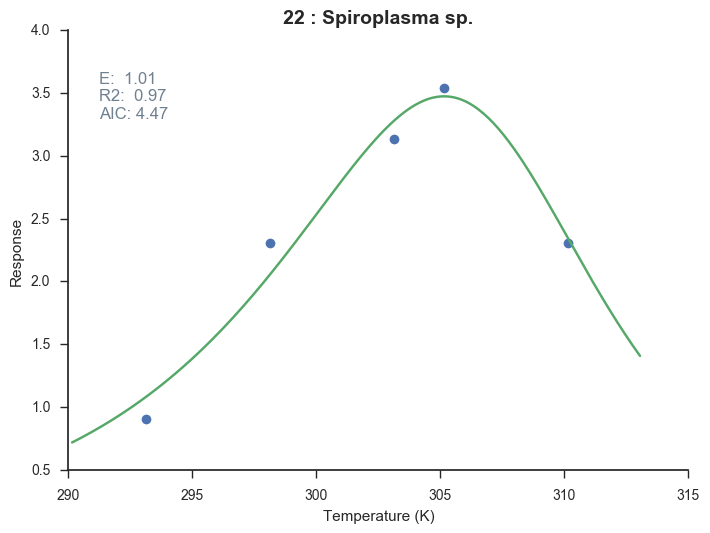 22 : Spiroplasma sp.
E:  1.01
R2:  0.97
AIC: 4.47
4.0
3.5
3.0
2.5
2.0
1.5
1.0
0.5
Response
290 295 300 305 310 315
Temperature (K)